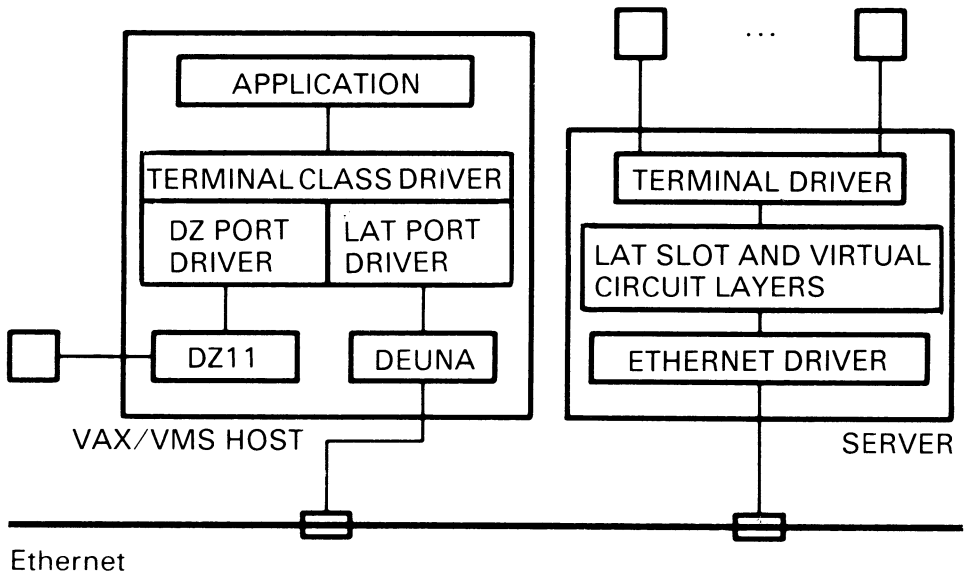 APPLICATION
TERMINAL CLASS DRIVER
DZ PORT
DRIVER
LAT PORT
DRIVER
DZ11
DEUNA
VAX/VMS HOST
...
TERMINAL DRIVER
LAT SLOT AND VIRTUAL
CIRCUIT LAYERS
ETHERNET DRIVER
SERVER
Ethernet